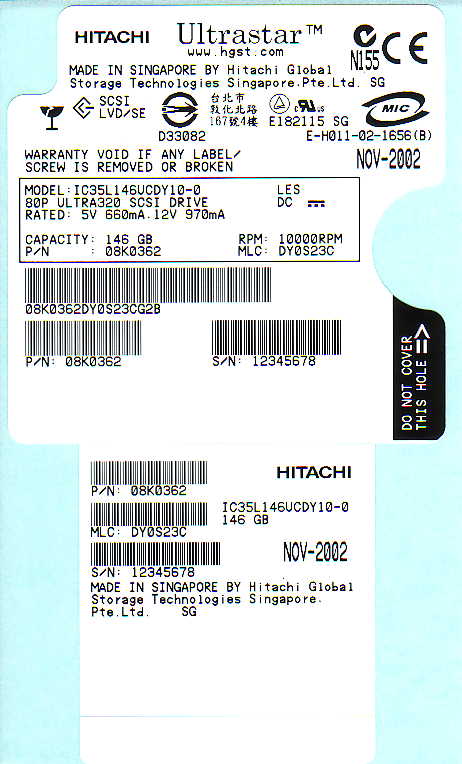 HITACHI Ultrastar™
www.hgst.com
N155 CE
MADE IN SINGAPORE BY Hitachi Global
Storage Technologies Singapore.Pte.Ltd. SG
SCSI
LVD/SE
D33082
台北市
敦化北路
167號4樓
E182115 SG
MIC
E-H011-02-1656(B)
WARRANTY VOID IF ANY LABEL/
SCREW IS REMOVED OR BROKEN
NOV-2002
MODEL:IC35L146UCDY10-0 LES
80P ULTRA320 SCSI DRIVE DC
RATED: 5V 660mA.12V 970mA
CAPACITY: 146 GB RPM: 10000RPM
P/N : 08K0362 MLC: DY0S23C
08K0362DY0S23CG2B
P/N: 08K0362 S/N: 12345678
DO NOT COVER
THIS HOLE =>
HITACHI
P/N: 08K0362
IC35L146UCDY10-0
146 GB
MLC: DY0S23C
NOV-2002
S/N: 12345678
MADE IN SINGAPORE BY Hitachi Global
Storage Technologies Singapore.
Pte.Ltd. SG